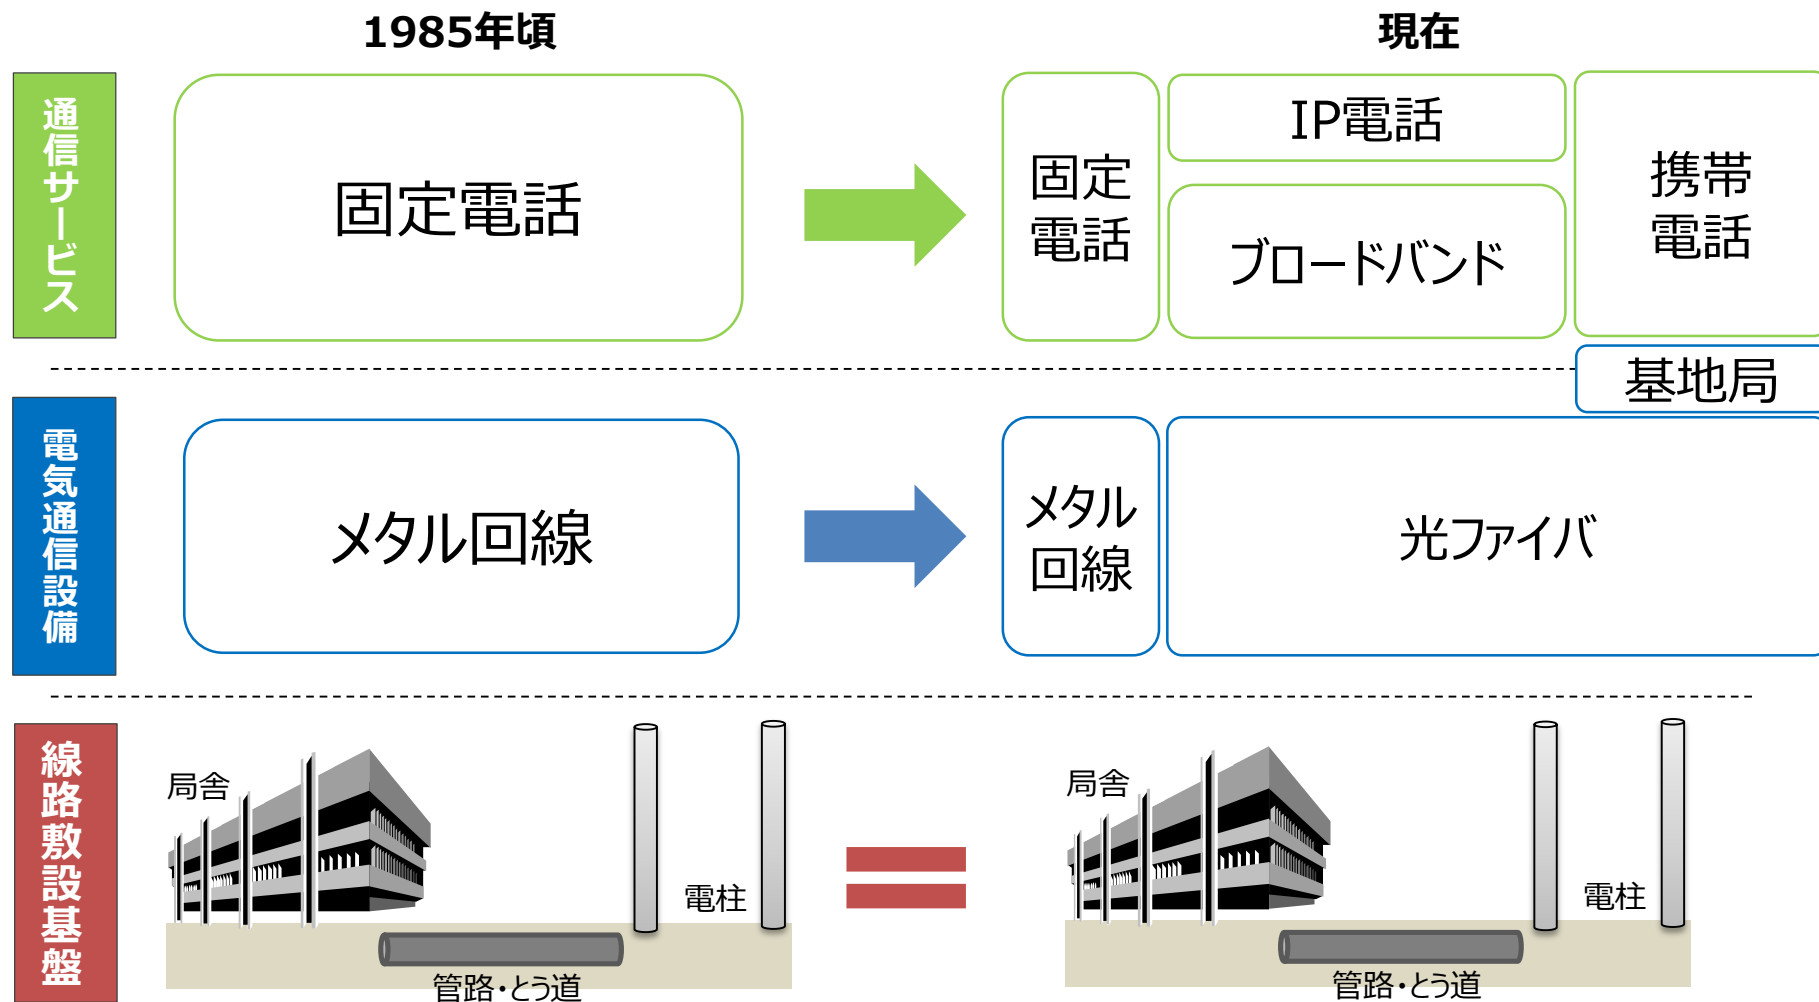 1985年頃
現在
通信サービス
固定電話
固定
電話
IP電話
ブロードバンド
携帯
電話
基地局
電気通信設備
メタル回線
メタル
回線
光ファイバ
線路敷設基盤
局舎
電柱
管路・とう道
局舎
電柱
管路・とう道